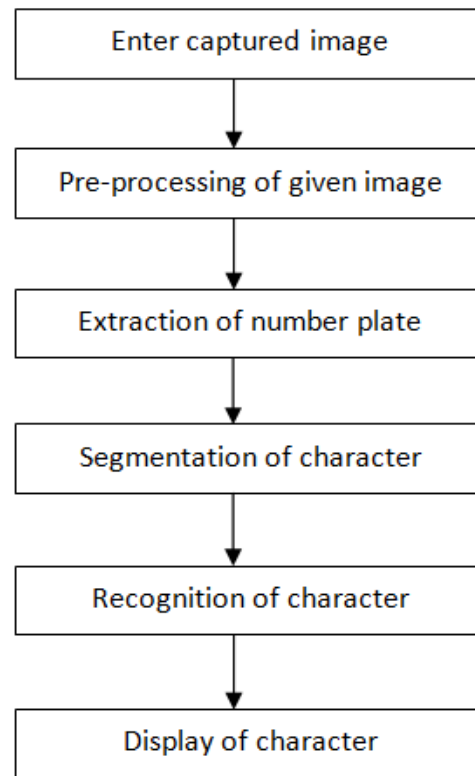 Enter captured image
Pre-processing of given image
Extraction of number plate
Segmentation of character
Recognition of character
Display of character